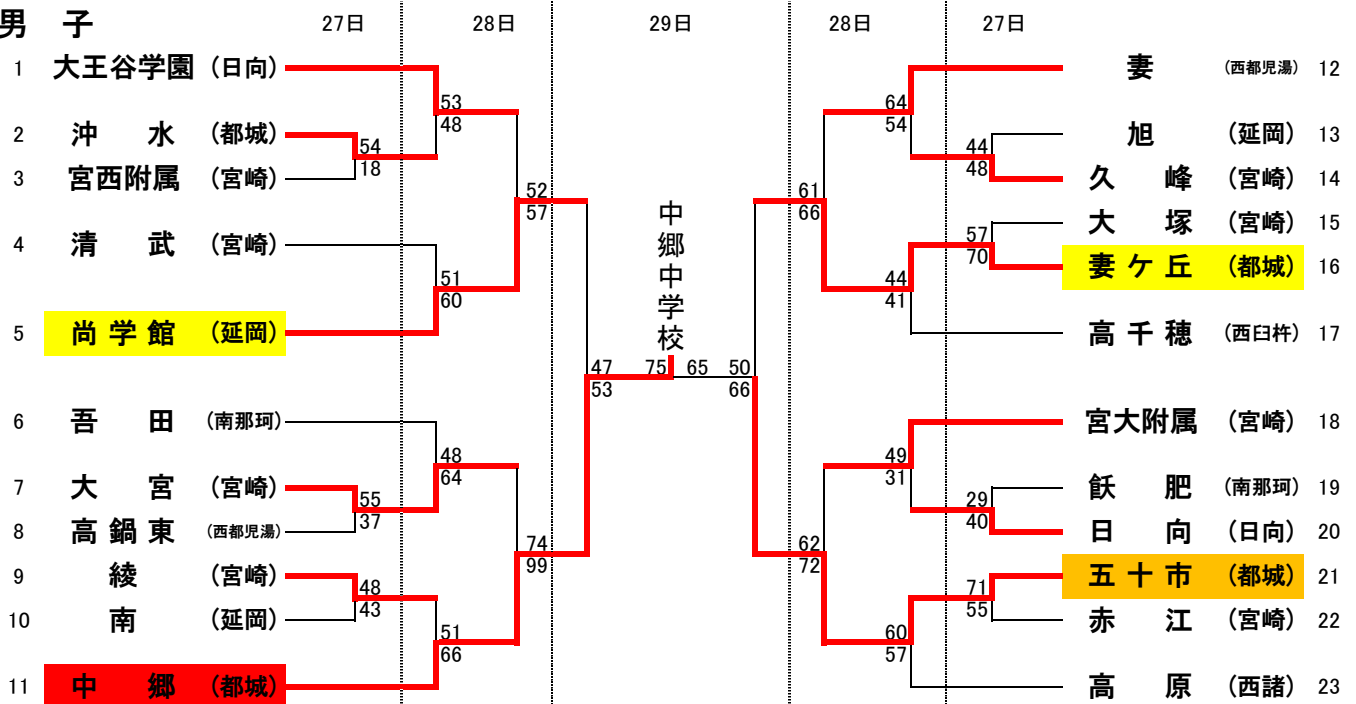 男 子
27日 28日 29日 28日 27日
1 大王谷学園 (日向)
2 沖 水 (都城)
3 宮西附属 (宮崎)
4 清 武 (宮崎)
5 尚学館 (延岡)
6 吾 田 (南那珂)
7 大 宮 (宮崎)
8 高鍋東 (西都児湯)
9 綾 (宮崎)
10 南 (延岡)
11 中 郷 (都城)
53
48
54
18
52
57
51
60
47
53
48
64
55
37
74
99
48
43
51
66
中郷中学校
75 65
64
54
44
48
61
66
57
70
44
41
50
66
49
31
29
40
62
72
71
55
60
57
妻 (西都児湯) 12
旭 (延岡) 13
久 峰 (宮崎) 14
大 塚 (宮崎) 15
妻ケ丘 (都城) 16
高千穂 (西臼杵) 17
宮大附属 (宮崎) 18
飫 肥 (南那珂) 19
日 向 (日向) 20
五十市 (都城) 21
赤 江 (宮崎) 22
高 原 (西諸) 23